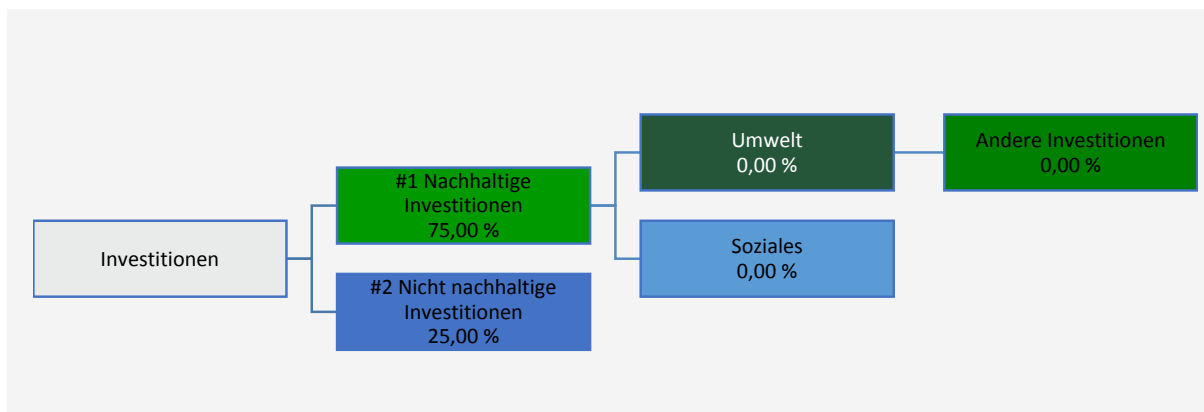 Investitionen
#1 Nachhaltige
Investitionen
75,00 %
#2 Nicht nachhaltige
Investitionen
25,00 %
Umwelt
0,00 %
Soziales
0,00 %
Andere Investitionen
0,00 %